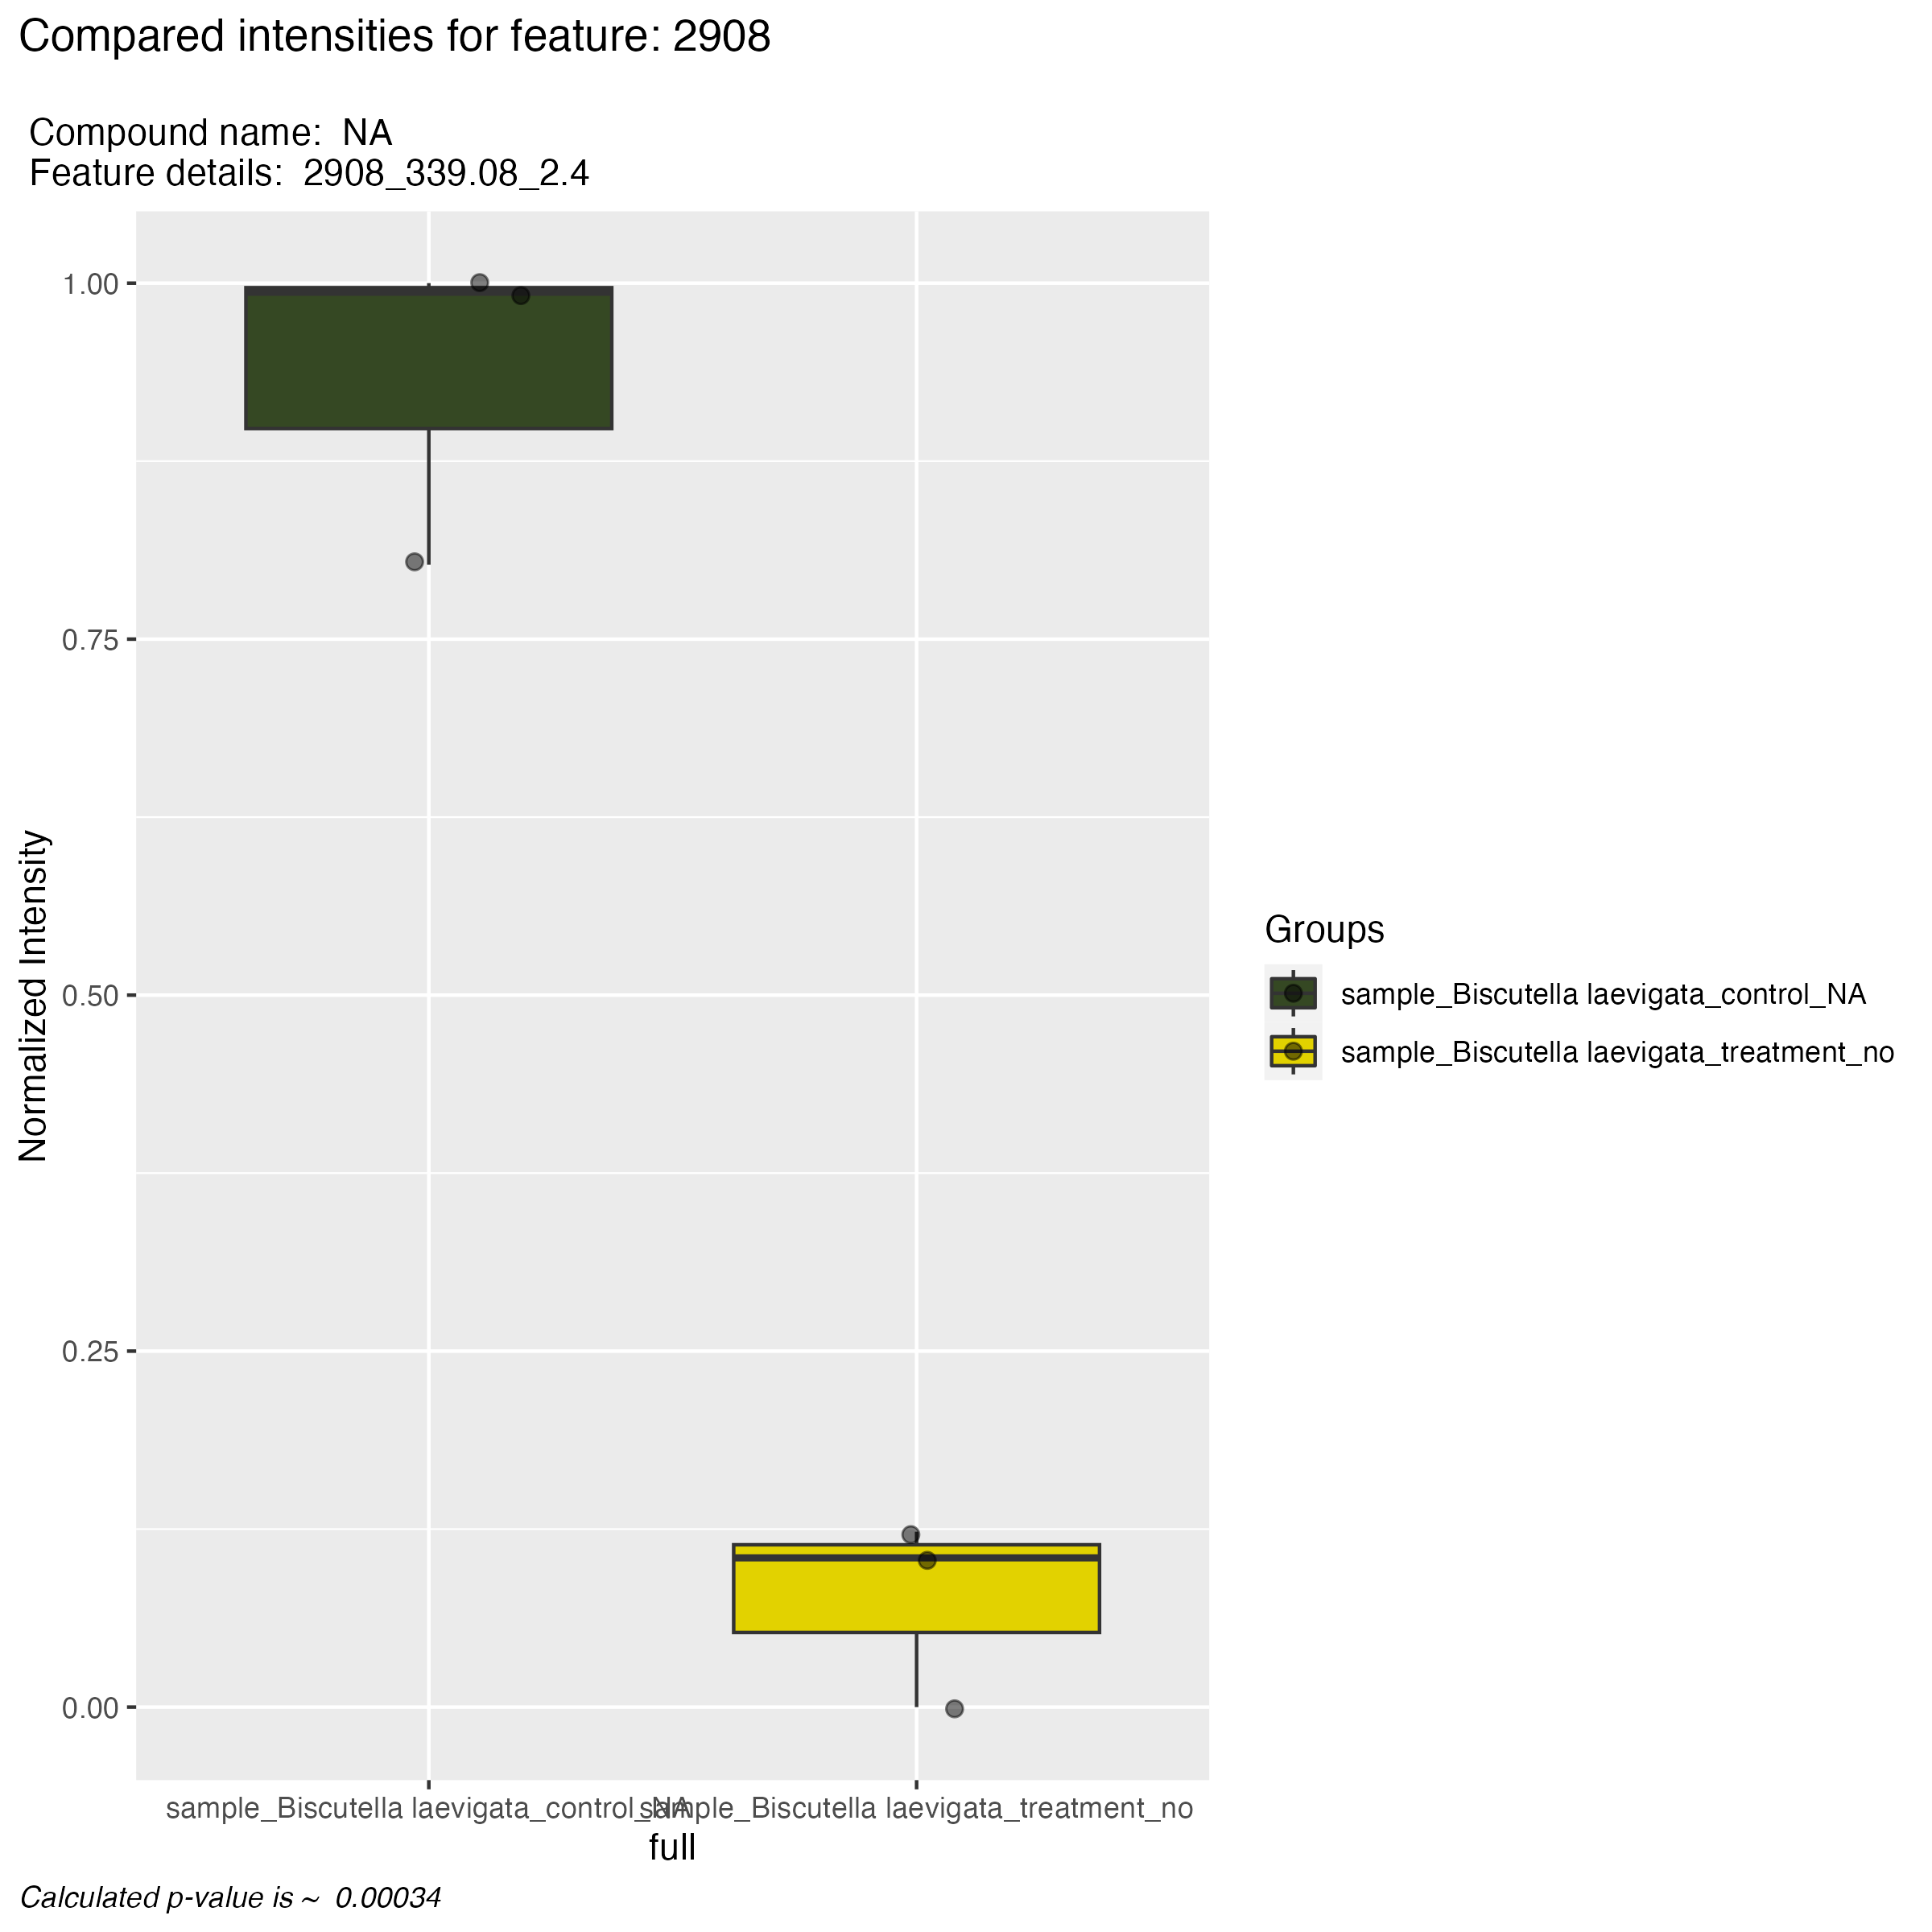 Compared intensities for feature: 2908
Compound name:  NA
Feature details:  2908_339.08_2.4
1.00
0.75
0.50
0.25
0.00
Normalized Intensity
Groups
sample_Biscutella laevigata_control_NA
sample_Biscutella laevigata_treatment_no
sample_Biscutella laevigata_control_NA
sample_Biscutella laevigata_treatment_no
full
Calculated p-value is ~ 0.00034